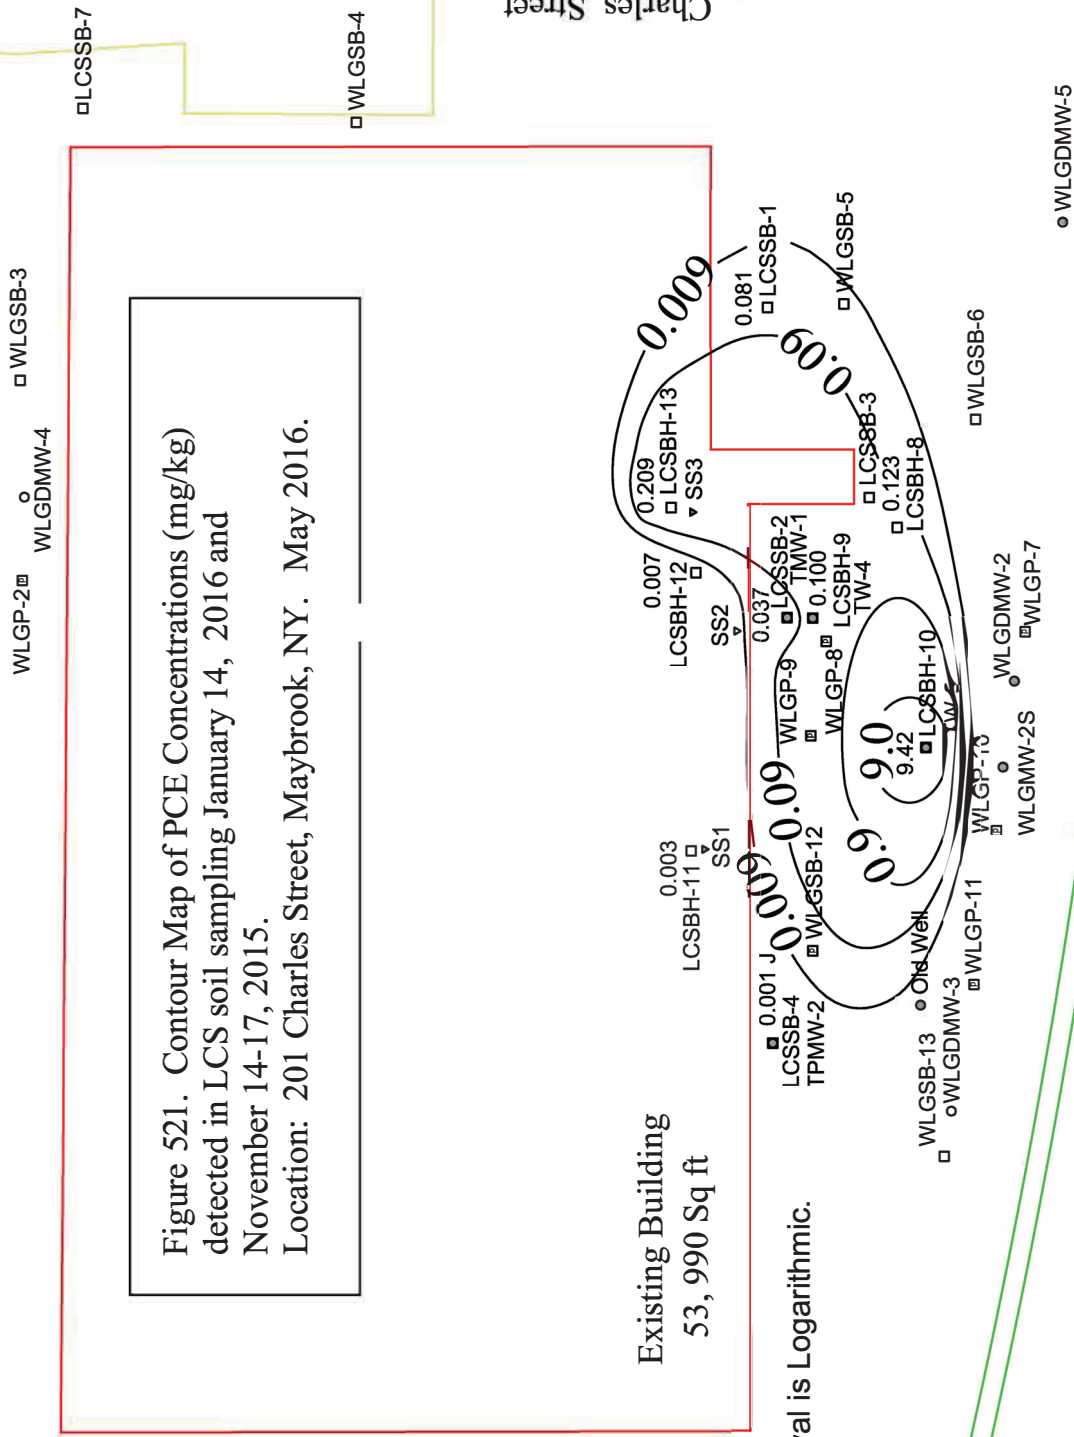 Charles Street
LCSSB-7
WLGSB-4
WLGSB-3
WLGDMW-4
WLGP-2
Figure 521. Contour Map of PCE Concentrations (mg/kg)
detected in LCS soil sampling January 14, 2016 and
November 14-17, 2015.
Location: 201 Charles Street, Maybrook, NY. May 2016.
Existing Building
53, 990 Sq ft
val is Logarithmic.
0.003
LCSBH-11
SS1
0.007
LCSBH-12
SS2
0.209
LCSBH-13
SS3
0.009
0.081
LCSSB-1
WLGSB-5
0.09
LCSSB-3
0.123
LCSBH-8
0.037
LCSSB-2
TMW-1
0.100
LCSBH-9
TW-4
WLGP-9
WLGP-8
0.009
0.09
0.9
9.0
9.42
LCSBH-10
WLGSB-12
0.001 J
LCSSB-4
TPMW-2
Old Well
WLGSB-13
WLGDMW-3
WLGP-11
WLGP-10
WLGMW-2S
WLGDMW-2
WLGP-7
WLGSB-6
WLGDMW-5